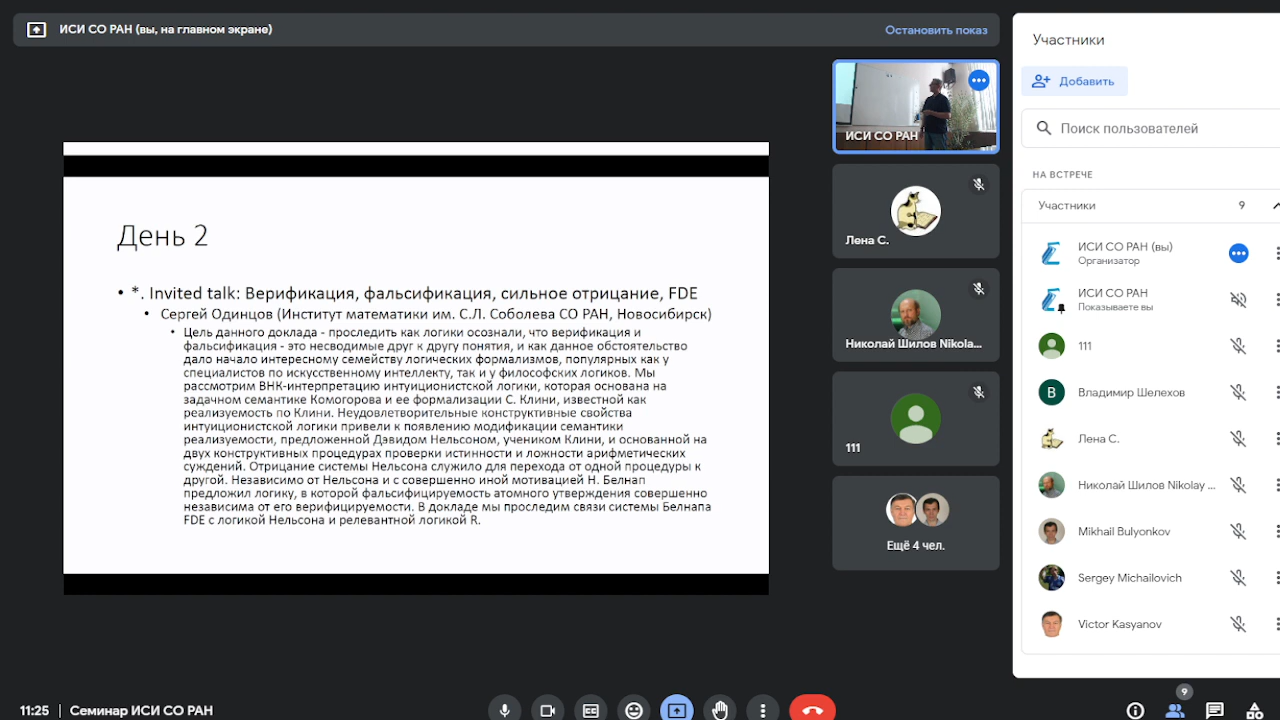 ИСИ СО РАН (вы, на главном экране)
Остановить показ
День 2
• *. Invited talk: Верификация, фальсификация, сильное отрицание, FDE
• Сергей Одинцов (Институт математики им. С.Л. Соболева СО РАН, Новосибирск)
• Цель данного доклада - проследить как логики осознали, что верификация и
фальсификация - это несводимые друг к другу понятия, и как данное обстоятельство
дало начало интересному семейству логических формализмов, популярных как у
специалистов по искусственному интеллекту, так и у философских логиков. Мы
рассмотрим ВНК-интерпретацию интуиционистской логики, которая основана на
задачном семантике Комогорова и ее формализации С. Клини, известной как
реализуемость по Клини. Неудовлетворительные конструктивные свойства
интуиционистской логики привели к появлению модификации семантики
реализуемости, предложенной Дэвидом Нельсоном, учеником Клини, и основанной на
двух конструктивных процедурах проверки истинности и ложности арифметических
суждений. Отрицание системы Нельсона служило для перехода от одной процедуры к
другой. Независимо от Нельсона и с совершенно иной мотивацией Н. Белнап
предложил логику, в которой фальсифицируемость атомного утверждения совершенно
независима от его верифицируемости. В докладе мы проследим связи системы Белнапа
FDE с логикой Нельсона и релевантной логикой R.
ИСИ СО РАН
Лена С.
Николай Шилов Nikola...
111
Ещё 4 чел.
Участники
Добавить
Поиск пользователей
НА ВСТРЕЧЕ
Участники 9
ИСИ СО РАН (вы)
Организатор
ИСИ СО РАН
Показываете вы
111
В Владимир Шелехов
Лена С.
Николай Шилов Nikolay ...
Mikhail Bulyonkov
Sergey Michailovich
Victor Kasyanov
11:25 | Семинар ИСИ СО РАН
9